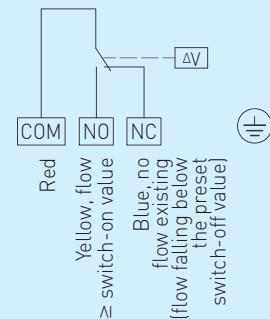 ΔV
COM
NO
NC
Red
Yellow, flow
≥ switch-on value
Blue, no
flow existing
(flow falling below
the preset
switch-off value)